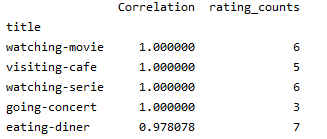 Correlation rating_counts
title
watching-movie 1.000000 6
visiting-cafe 1.000000 5
watching-serie 1.000000 6
going-concert 1.000000 3
eating-diner 0.978078 7